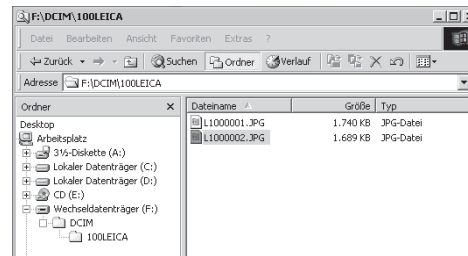 F:\DCIM\100LEICA
Datei Bearbeiten Ansicht Favoriten Extras ?
Zurück Suchen Ordner Verlauf
Adresse F:\DCIM\100LEICA
Ordner × Dateiname Größe Typ
Desktop L1000001.JPG 1.740 KB JPG-Datei
Arbeitsplatz L1000002.JPG 1.689 KB JPG-Datei
3½-Diskette (A:)
Lokaler Datenträger (C:)
Lokaler Datenträger (D:)
CD (E:)
Wechseldatenträger (F:)
DCIM
100LEICA